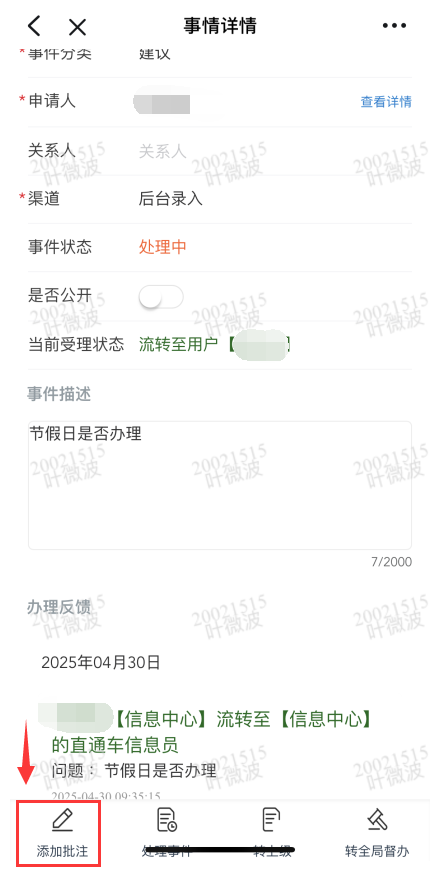 事情详情
* 事件分类 建议
* 申请人 查看详情
关系人 关系人
* 渠道 后台录入
事件状态 处理中
是否公开
当前受理状态 流转至用户【 】
事件描述
节假日是否办理
7/2000
办理反馈
2025年04月30日
【信息中心】流转至【信息中心】
的直通车信息员
问题： 节假日是否办理
2025-04-30 09:35:15
添加批注 处理事件 转上级 转全局督办
20021515
叶微波